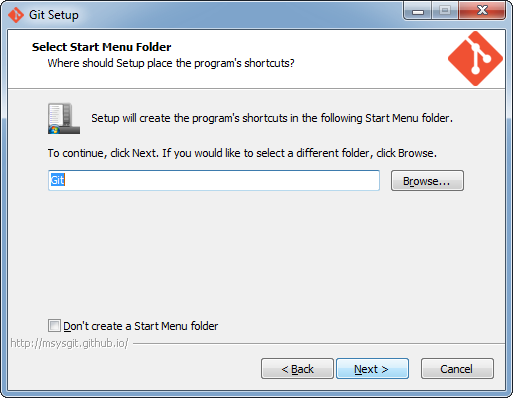 Git Setup
Select Start Menu Folder
Where should Setup place the program's shortcuts?
Setup will create the program's shortcuts in the following Start Menu folder.
To continue, click Next. If you would like to select a different folder, click Browse.
Git
Browse...
Don't create a Start Menu folder
http://msysgit.github.io/
< Back
Next >
Cancel